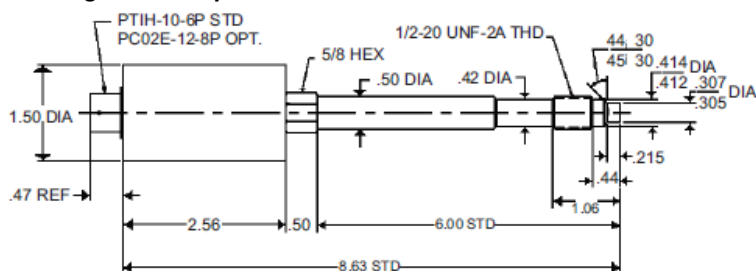 PTIH-10-6P STD
PC02E-12-8P OPT.
5/8 HEX
1/2-20 UNF-2A THD
44 30
45 30
.414
.412
DIA
.307
.305
DIA
.50 DIA
.42 DIA
1.50 DIA
.215
.44
.47 REF
1.06
2.56
.50
6.00 STD
8.63 STD